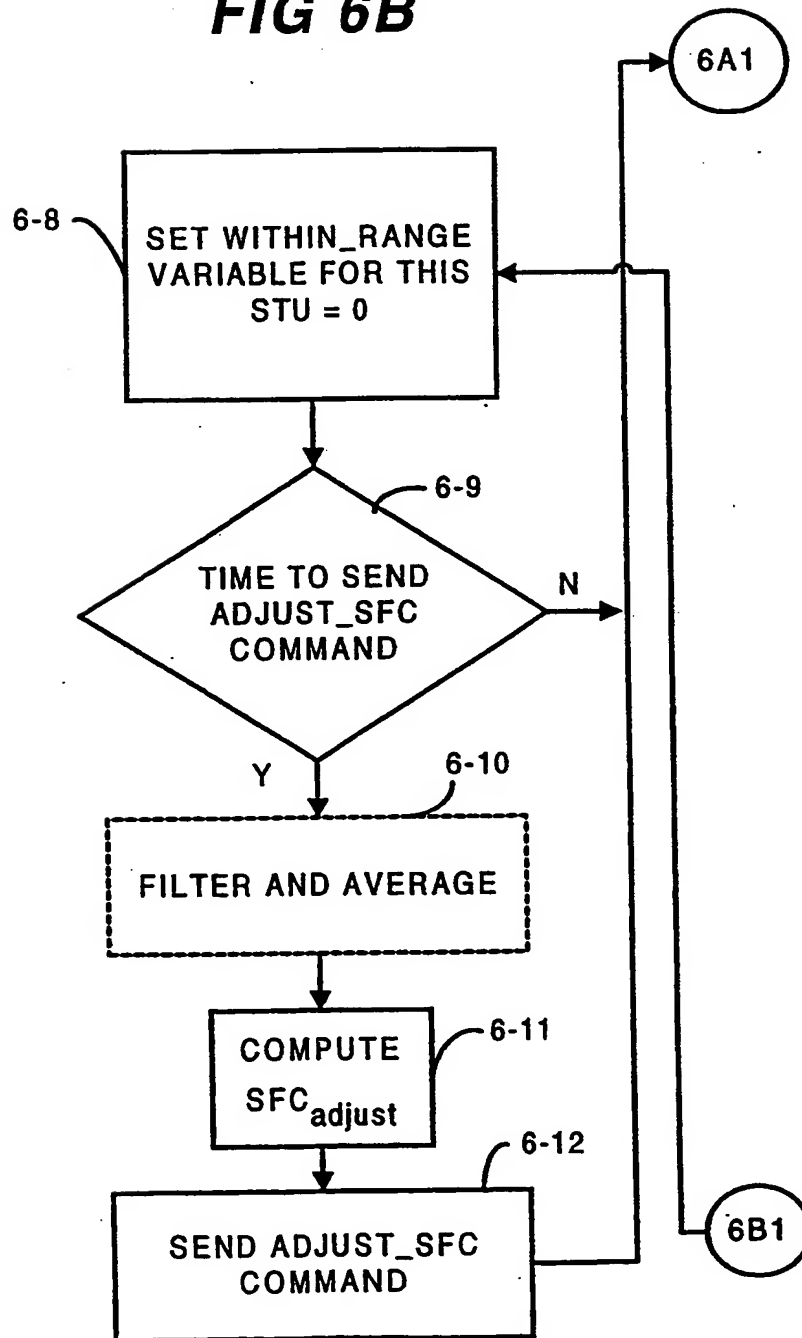 FIG 6B
6A1
6-8
SET WITHIN_RANGE
VARIABLE FOR THIS
STU = 0
6-9
TIME TO SEND
ADJUST_SFC
COMMAND
N
Y
6-10
FILTER AND AVERAGE
6-11
COMPUTE
SFCadjust
6-12
SEND ADJUST_SFC
COMMAND
6B1